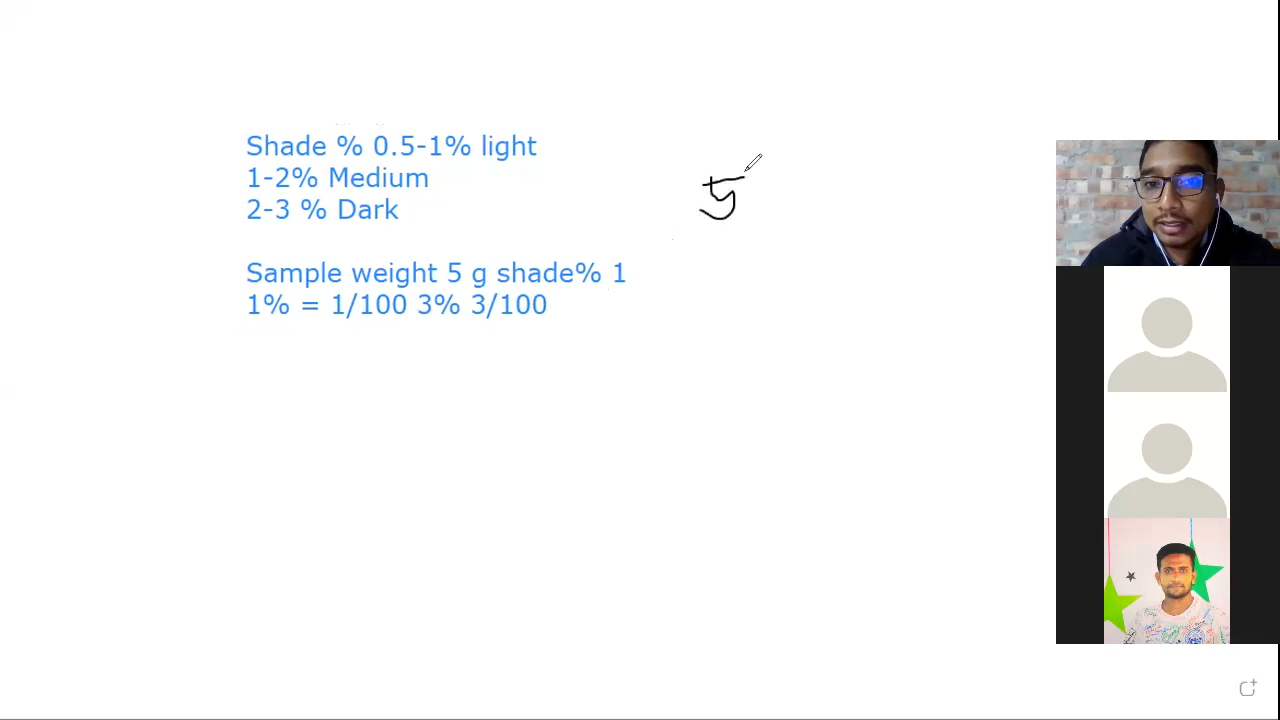 Shade % 0.5-1% light
1-2% Medium
2-3 % Dark
Sample weight 5 g shade% 1
1% = 1/100 3% 3/100
5